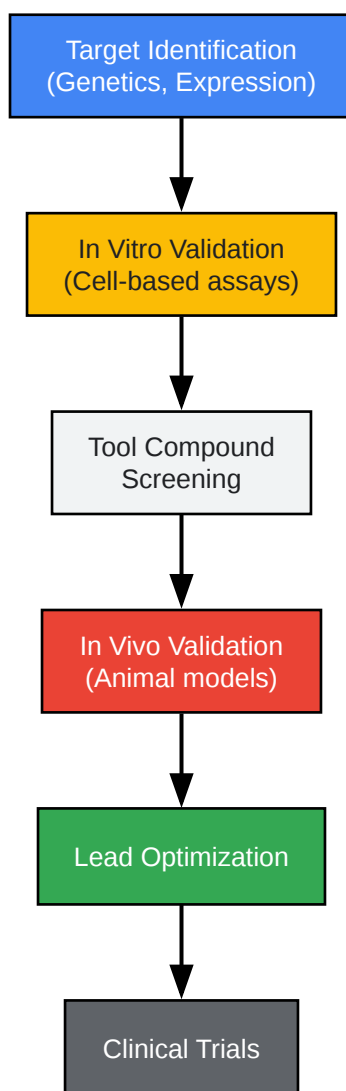 Target Identification
(Genetics, Expression)
In Vitro Validation
(Cell-based assays)
Tool Compound
Screening
In Vivo Validation
(Animal models)
Lead Optimization
Clinical Trials